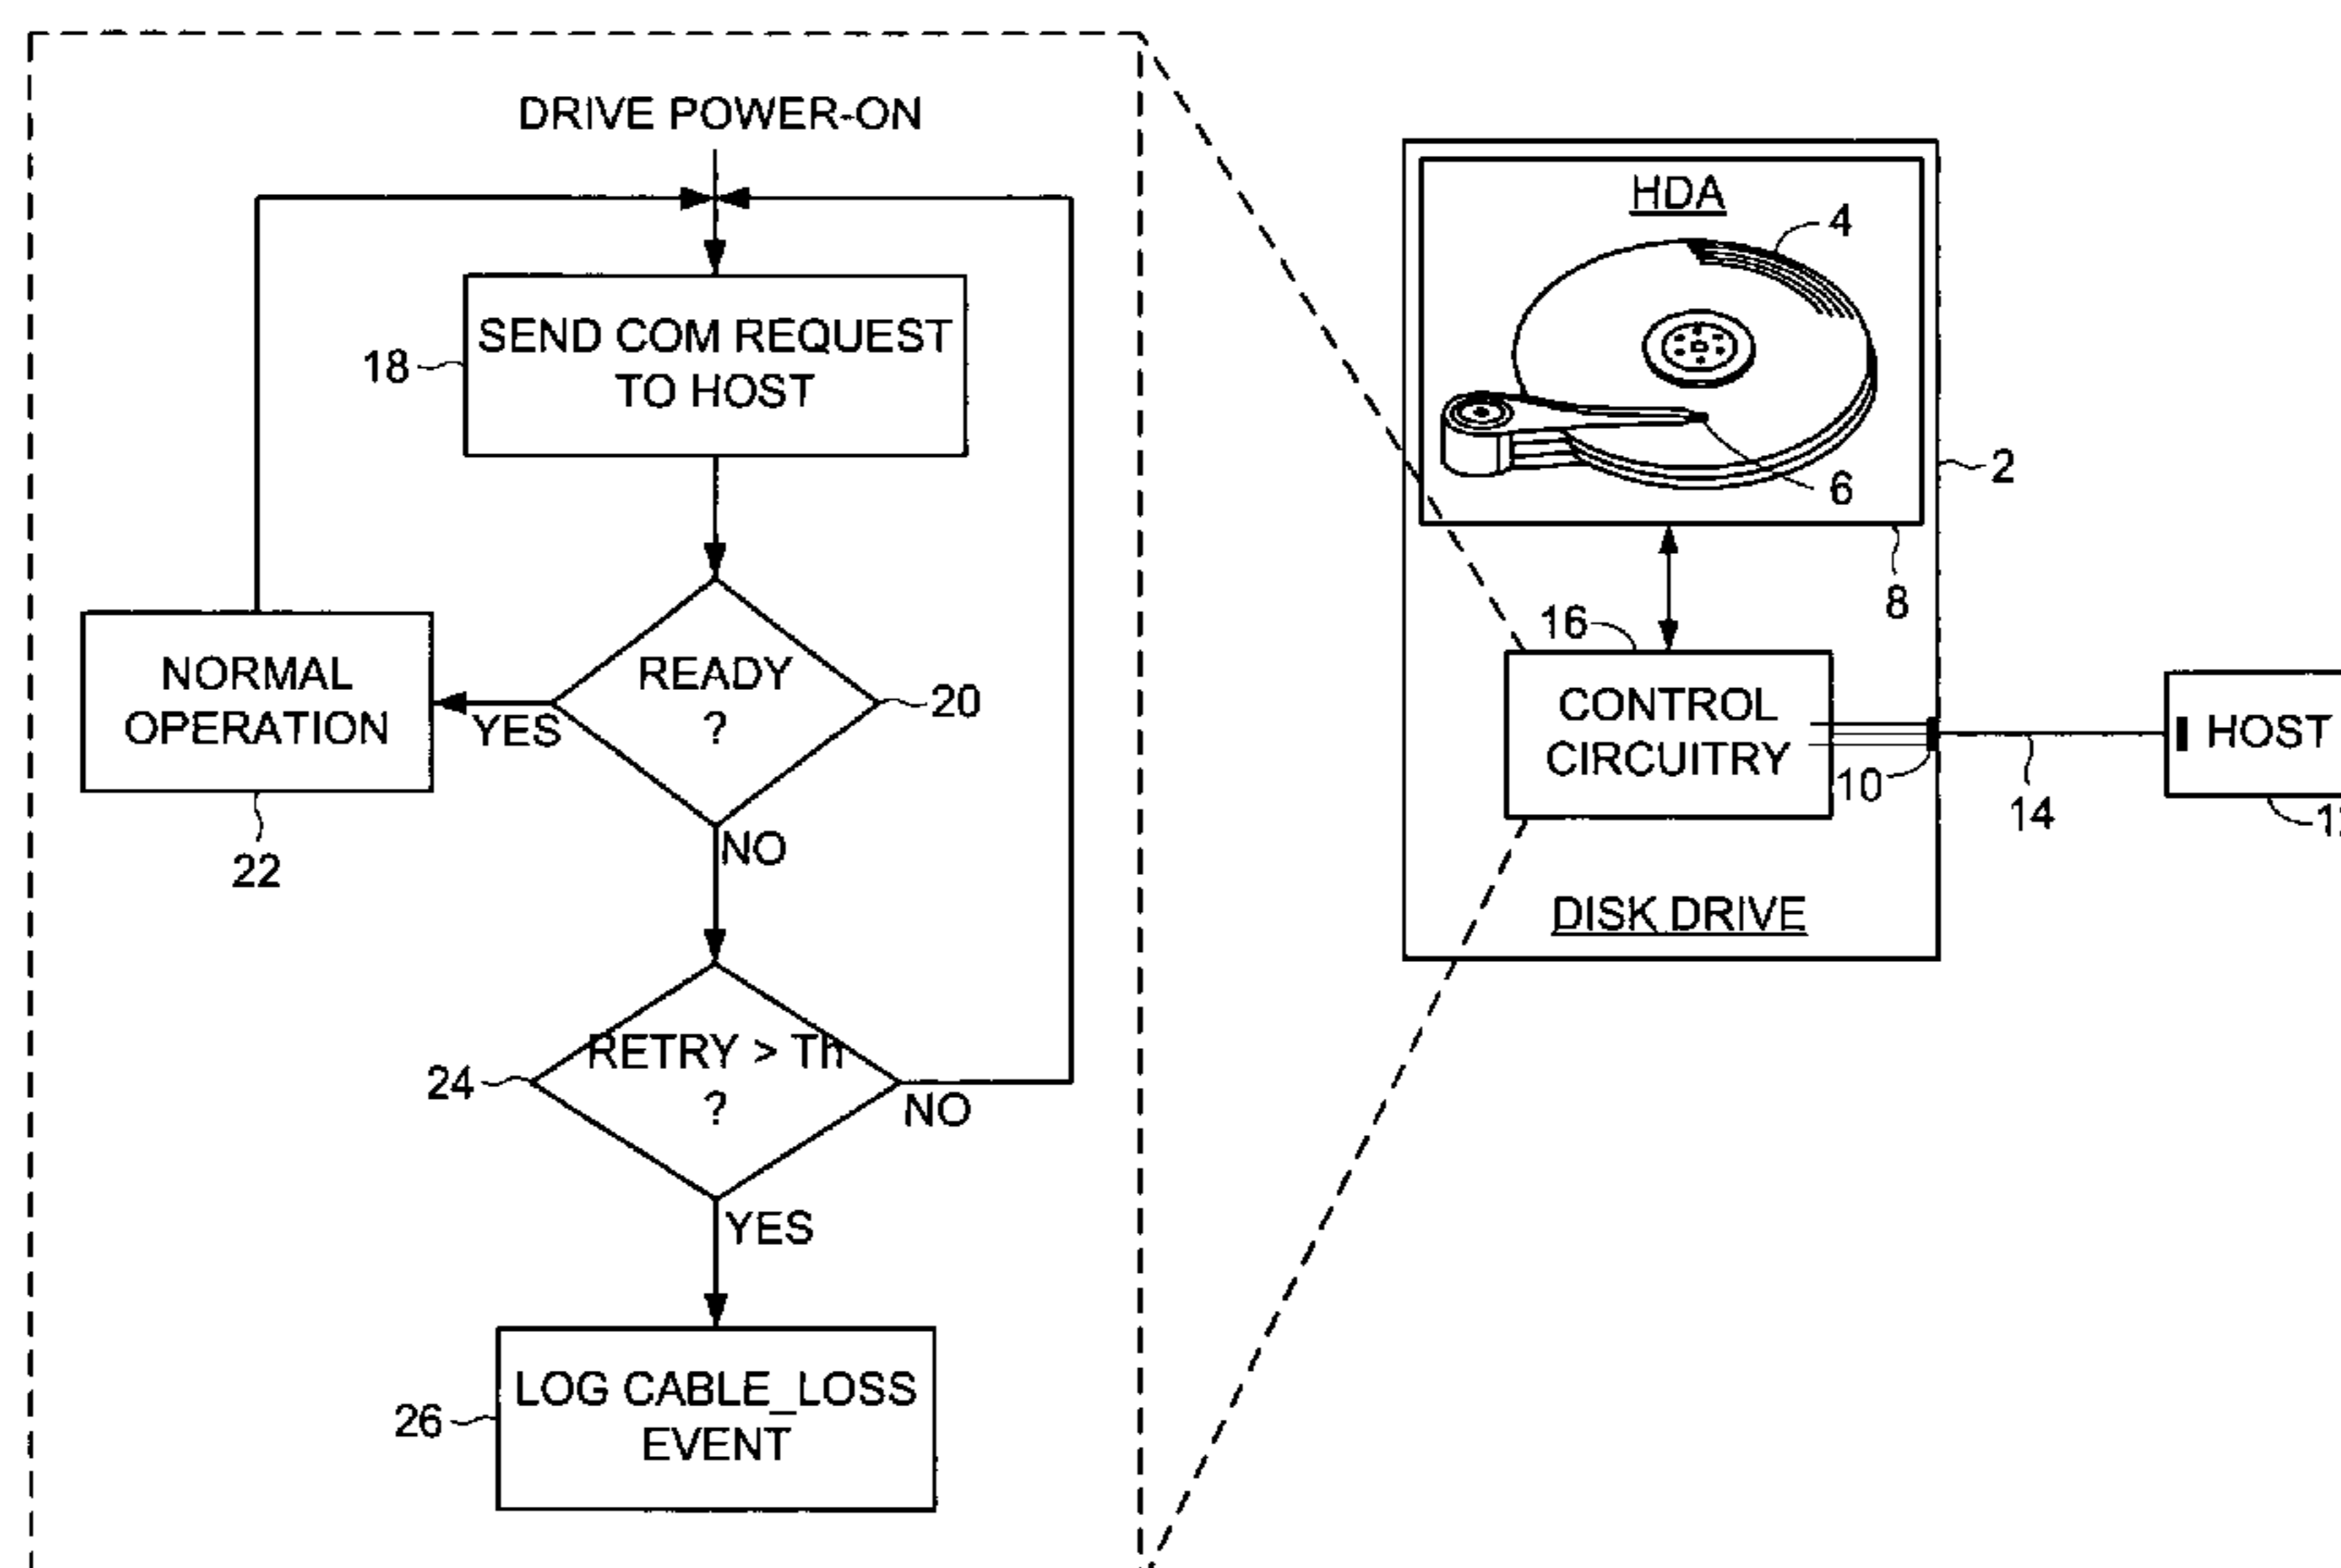 DRIVE POWER-ON
SEND COM REQUEST
TO HOST
18
READY
?
20
YES
NORMAL
OPERATION
22
NO
RETRY > Th
?
24
NO
YES
LOG CABLE_LOSS
EVENT
26
HDA
4
6
2
8
16
CONTROL
CIRCUITRY
10
14
HOST
DISK DRIVE